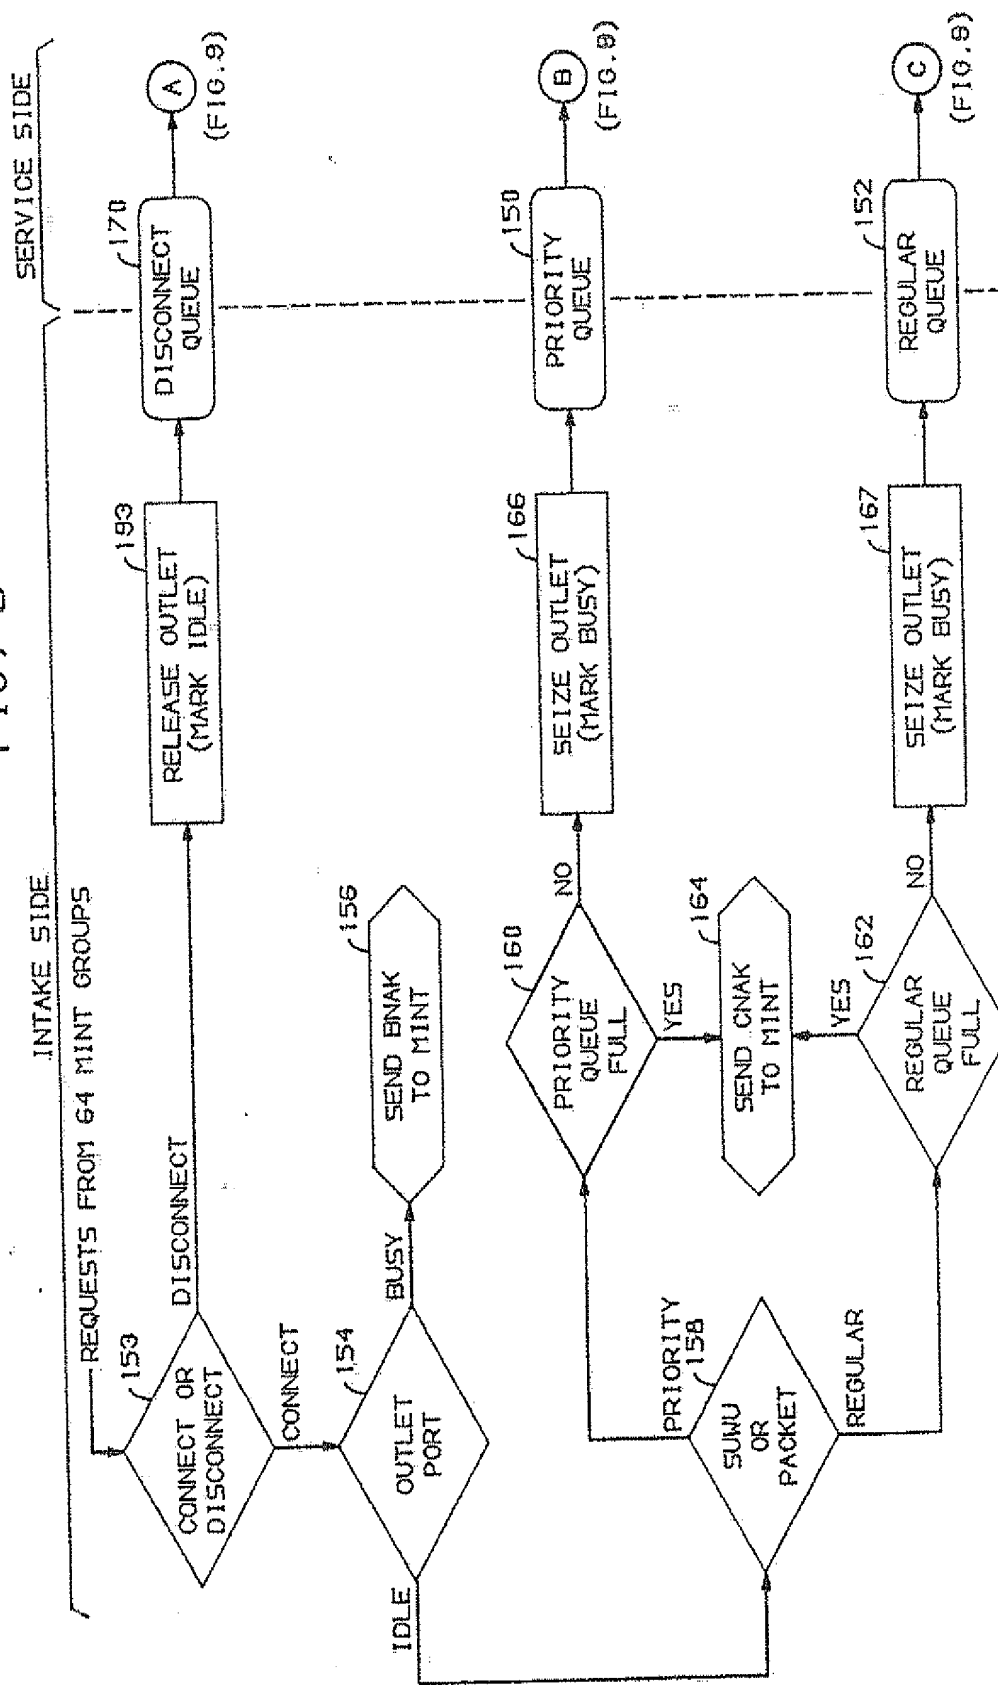 INTAKE SIDE
SERVICE SIDE
REQUESTS FROM 64 MINT GROUPS
153
CONNECT OR
DISCONNECT
DISCONNECT
193
RELEASE OUTLET
(MARK IDLE)
170
DISCONNECT
QUEUE
A
(FIG.9)
CONNECT
154
OUTLET
PORT
BUSY
156
SEND BNAK
TO MINT
IDLE
PRIORITY
158
SUWU
OR
PACKET
REGULAR
160
PRIORITY
QUEUE
FULL
NO
166
SEIZE OUTLET
(MARK BUSY)
150
PRIORITY
QUEUE
B
(FIG.9)
YES
164
SEND CNAK
TO MINT
YES
162
REGULAR
QUEUE
FULL
NO
167
SEIZE OUTLET
(MARK BUSY)
152
REGULAR
QUEUE
C
(FIG.9)